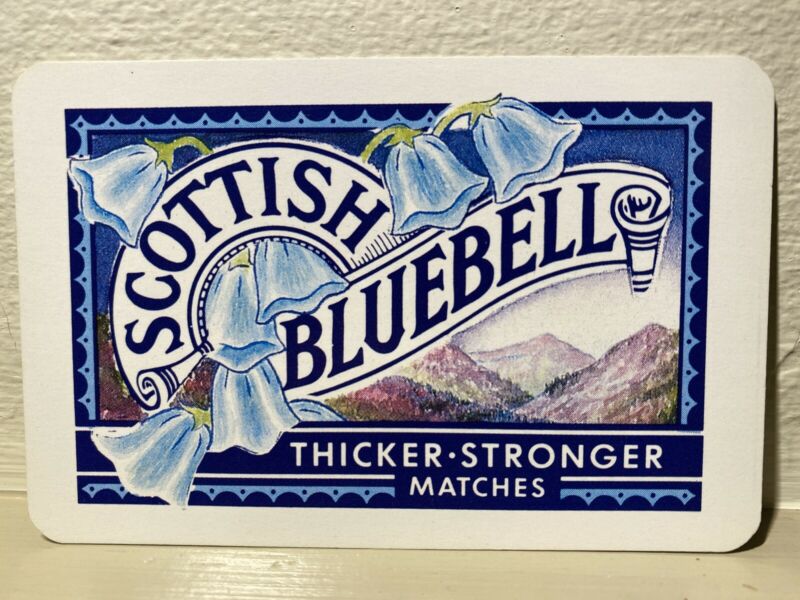 SCOTTISH
BLUEBELL
THICKER·STRONGER
MATCHES